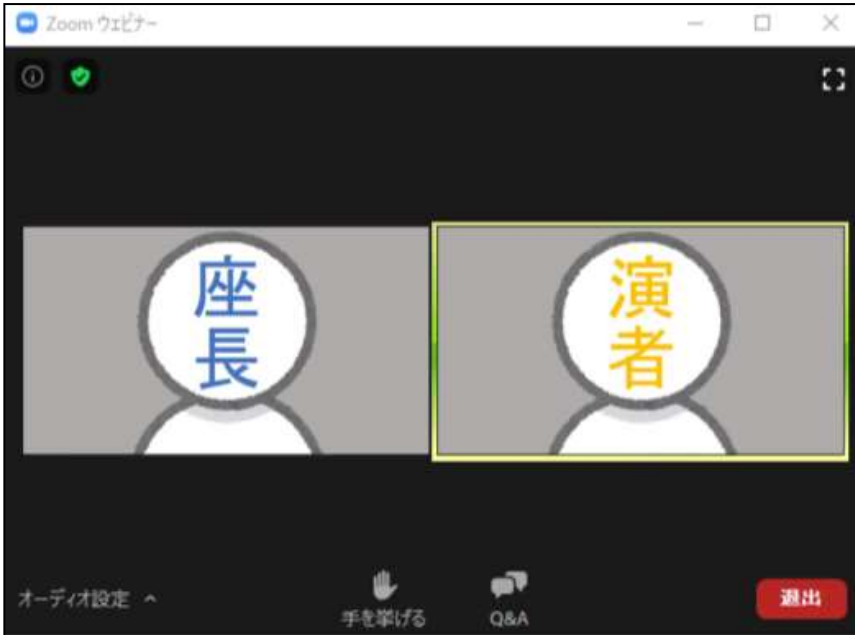 Zoom ウェビナー
座長
演者
オーディオ設定
手を挙げる
Q&A
退出